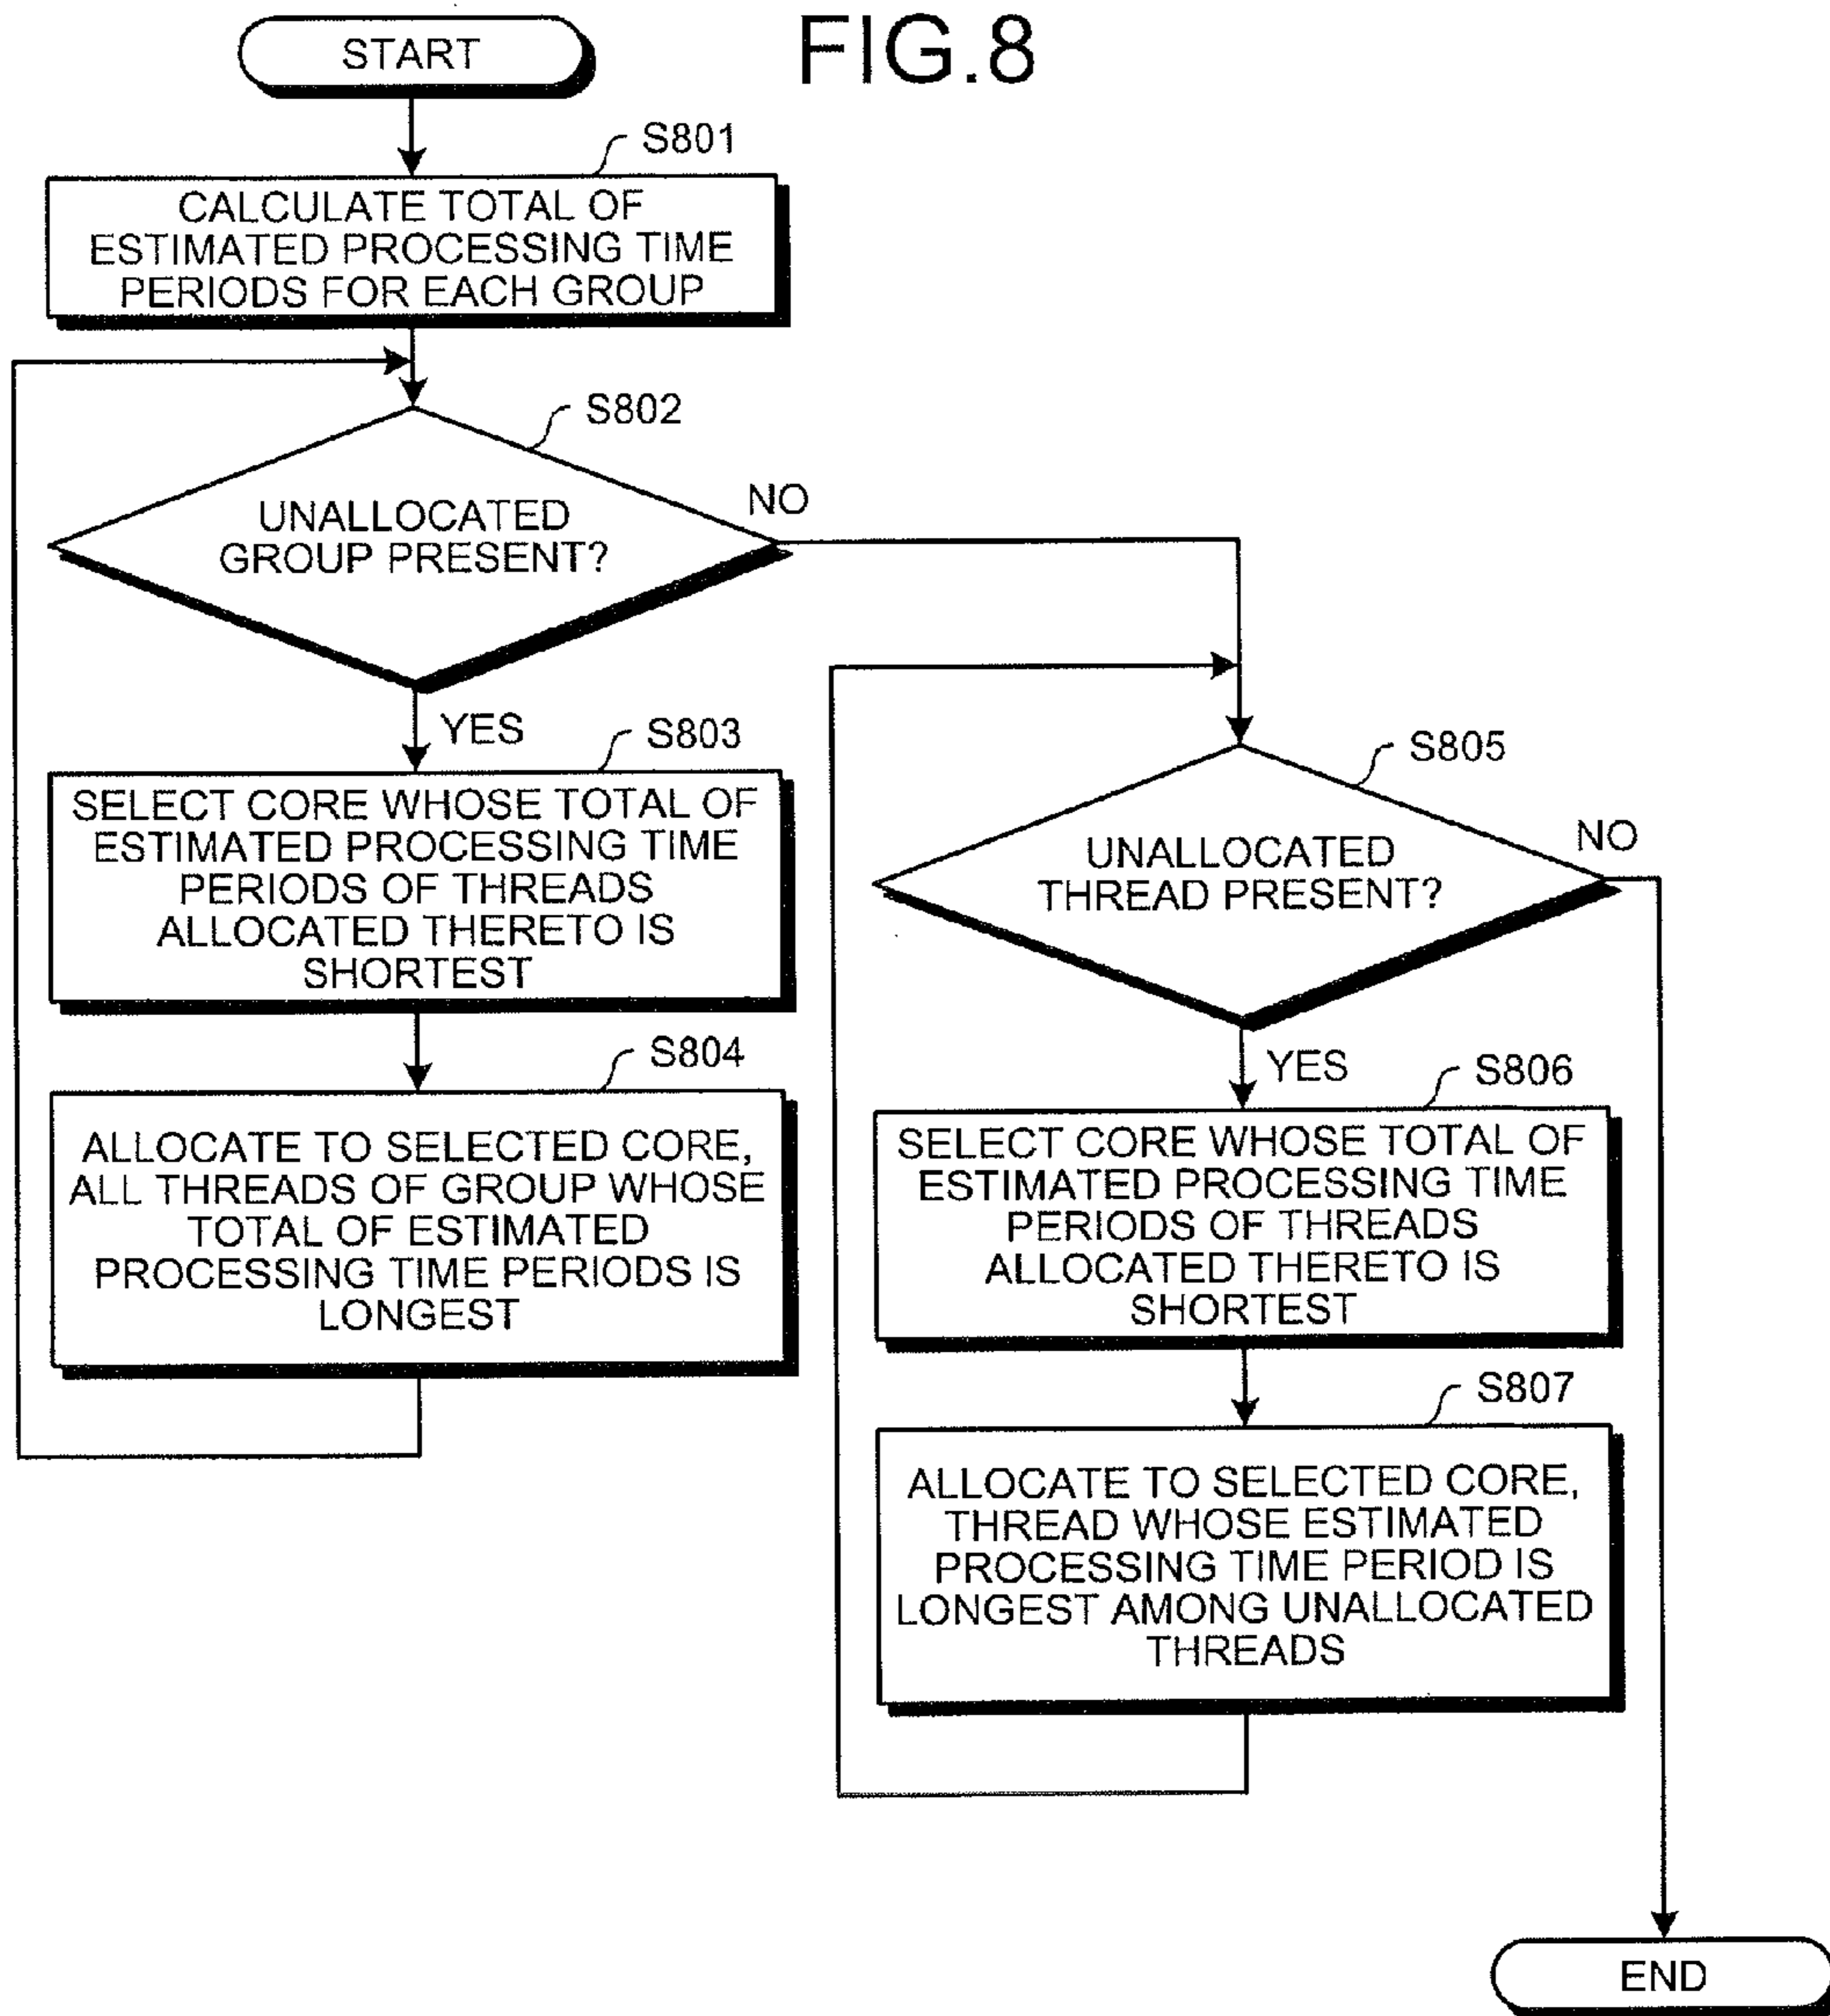 FIG.8
START
S801
CALCULATE TOTAL OF
ESTIMATED PROCESSING TIME
PERIODS FOR EACH GROUP
S802
UNALLOCATED
GROUP PRESENT?
NO
YES
S803
SELECT CORE WHOSE TOTAL OF
ESTIMATED PROCESSING TIME
PERIODS OF THREADS
ALLOCATED THERETO IS
SHORTEST
S804
ALLOCATE TO SELECTED CORE,
ALL THREADS OF GROUP WHOSE
TOTAL OF ESTIMATED
PROCESSING TIME PERIODS IS
LONGEST
S805
UNALLOCATED
THREAD PRESENT?
NO
YES
S806
SELECT CORE WHOSE TOTAL OF
ESTIMATED PROCESSING TIME
PERIODS OF THREADS
ALLOCATED THERETO IS
SHORTEST
S807
ALLOCATE TO SELECTED CORE,
THREAD WHOSE ESTIMATED
PROCESSING TIME PERIOD IS
LONGEST AMONG UNALLOCATED
THREADS
END